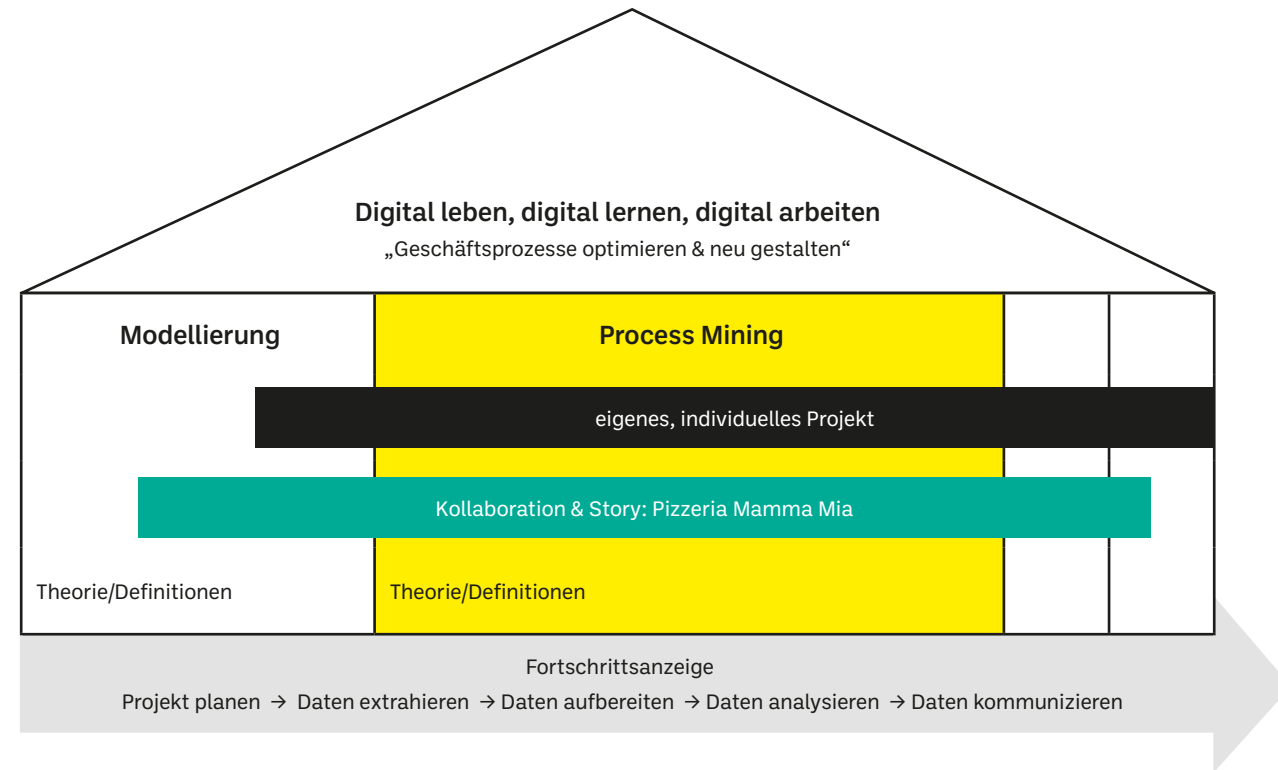 Digital leben, digital lernen, digital arbeiten
„Geschäftsprozesse optimieren & neu gestalten“
Modellierung
Process Mining
eigenes, individuelles Projekt
Kollaboration & Story: Pizzeria Mamma Mia
Theorie/Definitionen
Theorie/Definitionen
Fortschrittsanzeige
Projekt planen → Daten extrahieren → Daten aufbereiten → Daten analysieren → Daten kommunizieren